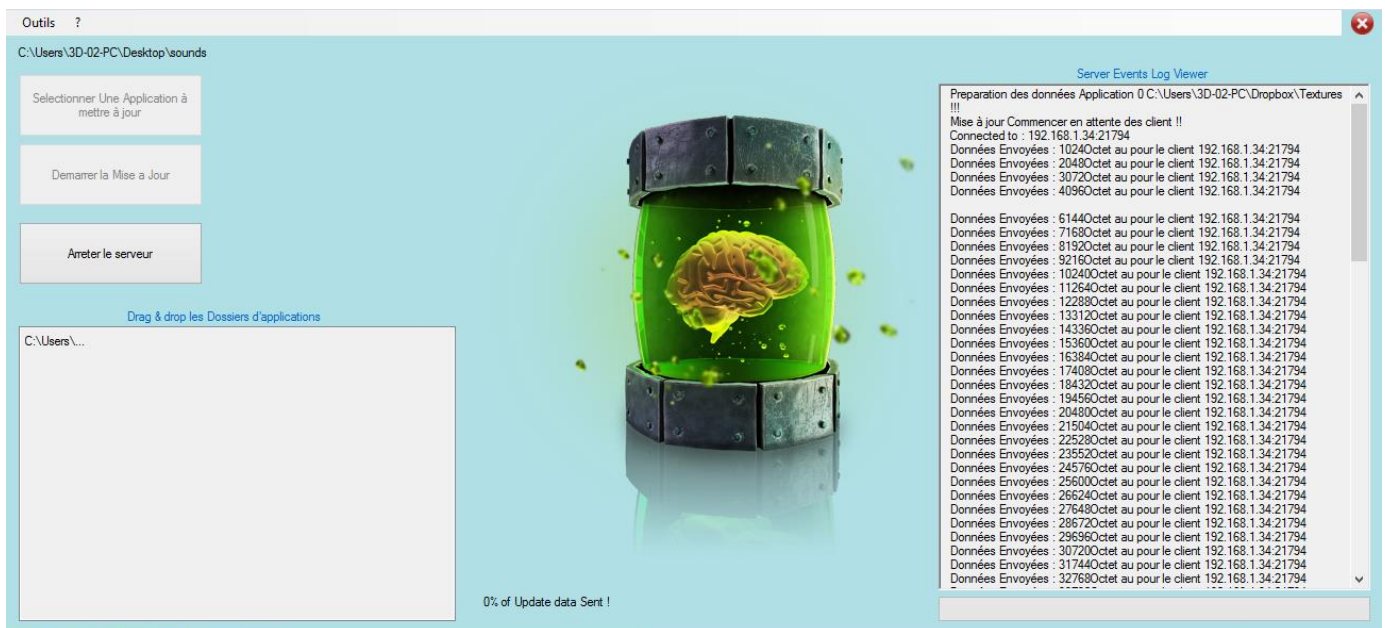 Outils ?
C:\Users\3D-02-PC\Desktop\sounds
Selectionner Une Application à
mettre à jour
Demarrer la Mise a Jour
Arreter le serveur
Drag & drop les Dossiers d'applications
C:\Users\...
0% of Update data Sent !
Server Events Log Viewer
Preparation des données Application 0 C:\Users\3D-02-PC\Dropbox\Textures
!!!
Mise à jour Commencer en attente des client !!
Connected to : 192.168.1.34:21794
Données Envoyées : 1024Octet au pour le client 192.168.1.34:21794
Données Envoyées : 2048Octet au pour le client 192.168.1.34:21794
Données Envoyées : 3072Octet au pour le client 192.168.1.34:21794
Données Envoyées : 4096Octet au pour le client 192.168.1.34:21794
Données Envoyées : 6144Octet au pour le client 192.168.1.34:21794
Données Envoyées : 7168Octet au pour le client 192.168.1.34:21794
Données Envoyées : 8192Octet au pour le client 192.168.1.34:21794
Données Envoyées : 9216Octet au pour le client 192.168.1.34:21794
Données Envoyées : 10240Octet au pour le client 192.168.1.34:21794
Données Envoyées : 11264Octet au pour le client 192.168.1.34:21794
Données Envoyées : 12288Octet au pour le client 192.168.1.34:21794
Données Envoyées : 13312Octet au pour le client 192.168.1.34:21794
Données Envoyées : 14336Octet au pour le client 192.168.1.34:21794
Données Envoyées : 15360Octet au pour le client 192.168.1.34:21794
Données Envoyées : 16384Octet au pour le client 192.168.1.34:21794
Données Envoyées : 17408Octet au pour le client 192.168.1.34:21794
Données Envoyées : 18432Octet au pour le client 192.168.1.34:21794
Données Envoyées : 19456Octet au pour le client 192.168.1.34:21794
Données Envoyées : 20480Octet au pour le client 192.168.1.34:21794
Données Envoyées : 21504Octet au pour le client 192.168.1.34:21794
Données Envoyées : 22528Octet au pour le client 192.168.1.34:21794
Données Envoyées : 23552Octet au pour le client 192.168.1.34:21794
Données Envoyées : 24576Octet au pour le client 192.168.1.34:21794
Données Envoyées : 25600Octet au pour le client 192.168.1.34:21794
Données Envoyées : 26624Octet au pour le client 192.168.1.34:21794
Données Envoyées : 27648Octet au pour le client 192.168.1.34:21794
Données Envoyées : 28672Octet au pour le client 192.168.1.34:21794
Données Envoyées : 29696Octet au pour le client 192.168.1.34:21794
Données Envoyées : 30720Octet au pour le client 192.168.1.34:21794
Données Envoyées : 31744Octet au pour le client 192.168.1.34:21794
Données Envoyées : 32768Octet au pour le client 192.168.1.34:21794